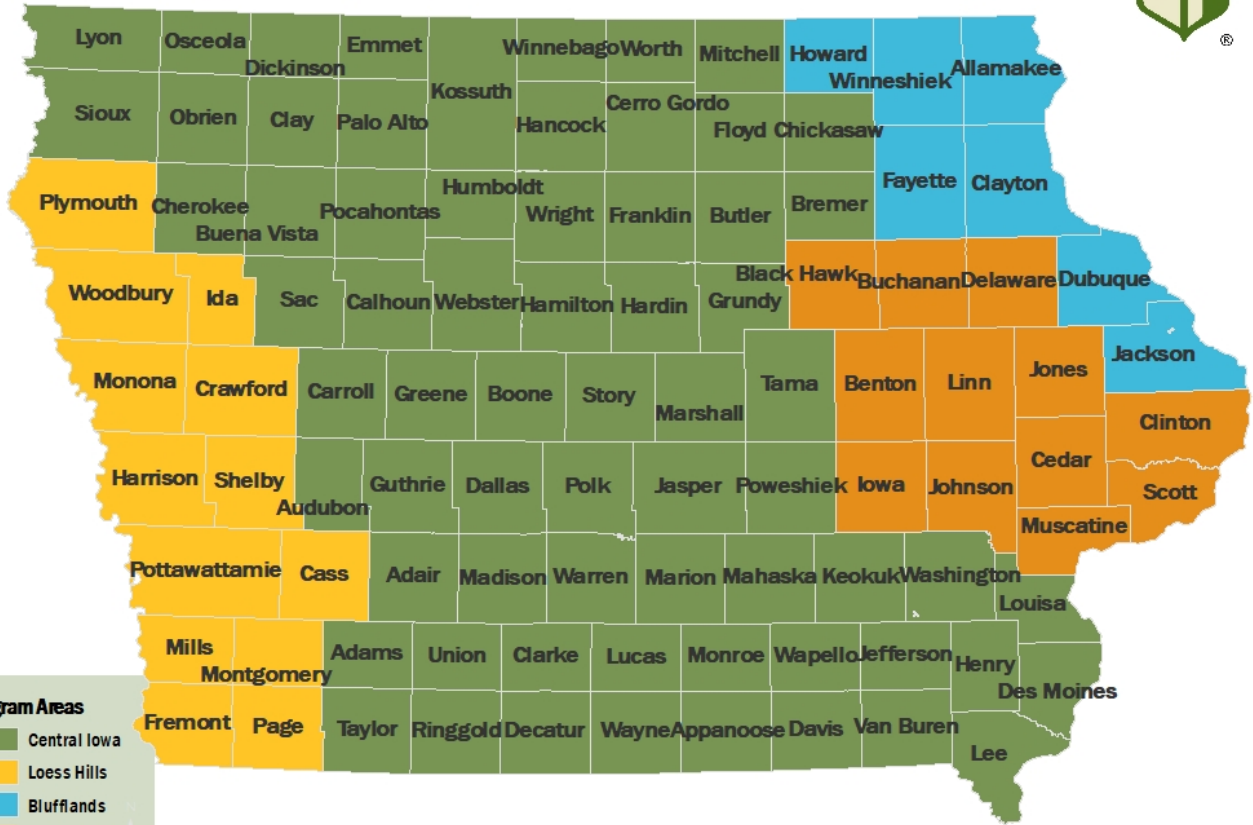 Lyon
Osceola
Dickinson
Emmet
Kossuth
Winnebago
Worth
Mitchell
Howard
Winneshiek
Allamakee
Sioux
Obrien
Clay
Palo Alto
Hancock
Cerro Gordo
Floyd
Chickasaw
Plymouth
Cherokee
Buena Vista
Pocahontas
Humboldt
Wright
Franklin
Butler
Bremer
Fayette
Clayton
Woodbury
Ida
Sac
Calhoun
Webster
Hamilton
Hardin
Grundy
Black Hawk
Buchanan
Delaware
Dubuque
Monona
Crawford
Carroll
Greene
Boone
Story
Marshall
Tama
Benton
Linn
Jones
Jackson
Clinton
Harrison
Shelby
Audubon
Guthrie
Dallas
Polk
Jasper
Poweshiek
Iowa
Johnson
Cedar
Scott
Muscatine
Pottawattamie
Cass
Adair
Madison
Warren
Marion
Mahaska
Keokuk
Washington
Louisa
Mills
Montgomery
Adams
Union
Clarke
Lucas
Monroe
Wapello
Jefferson
Henry
Des Moines
Fremont
Page
Taylor
Ringgold
Decatur
Wayne
Appanoose
Davis
Van Buren
Lee
gram Areas
Central Iowa
Loess Hills
Blufflands
®